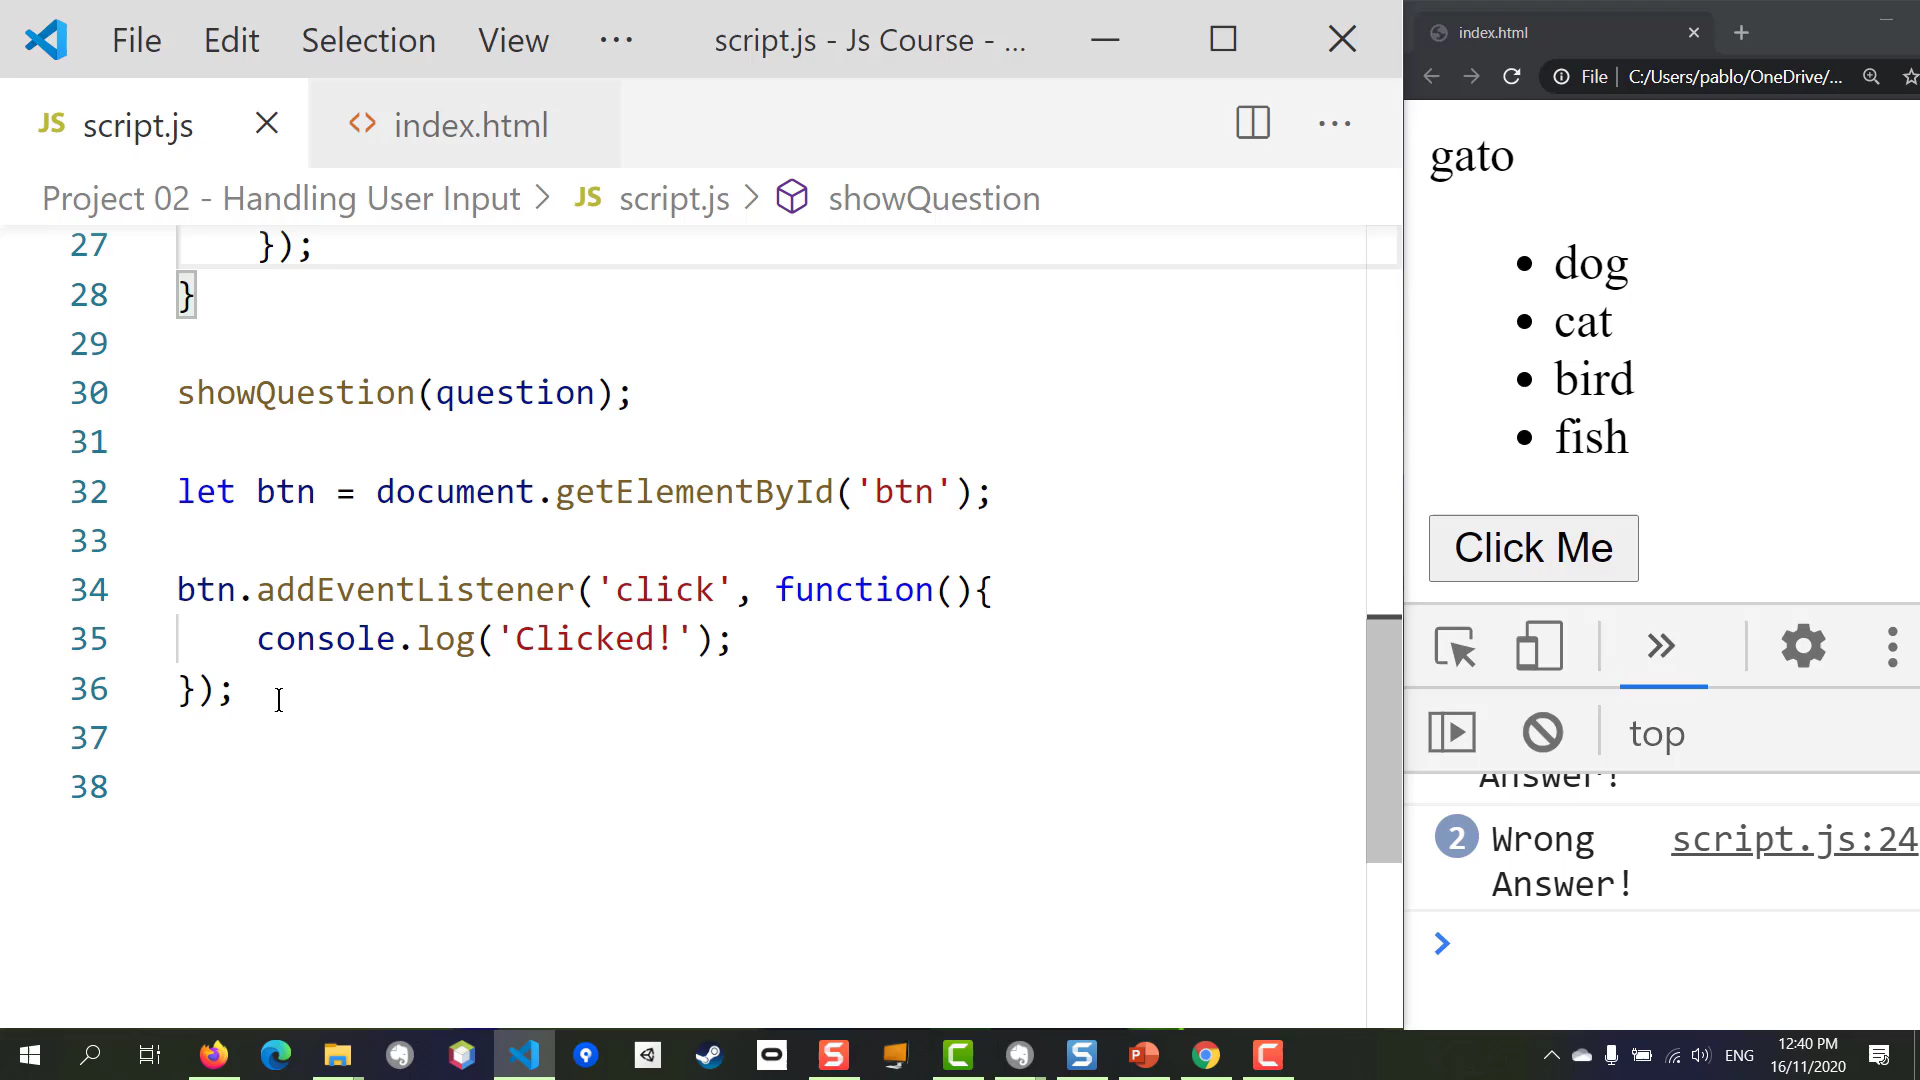 File Edit Selection View ··· script.js - Js Course - ...
JS script.js <> index.html ···
Project 02 - Handling User Input > JS script.js > showQuestion
27 });
28 }
29
30 showQuestion(question);
31
32 let btn = document.getElementById('btn');
33
34 btn.addEventListener('click', function(){
35 console.log('Clicked!');
36 });
37
38
index.html
File C:/Users/pablo/OneDrive/...
gato
• dog
• cat
• bird
• fish
Click Me
top
Answer!
2 Wrong script.js:24
Answer!
ENG
12:40 PM
16/11/2020